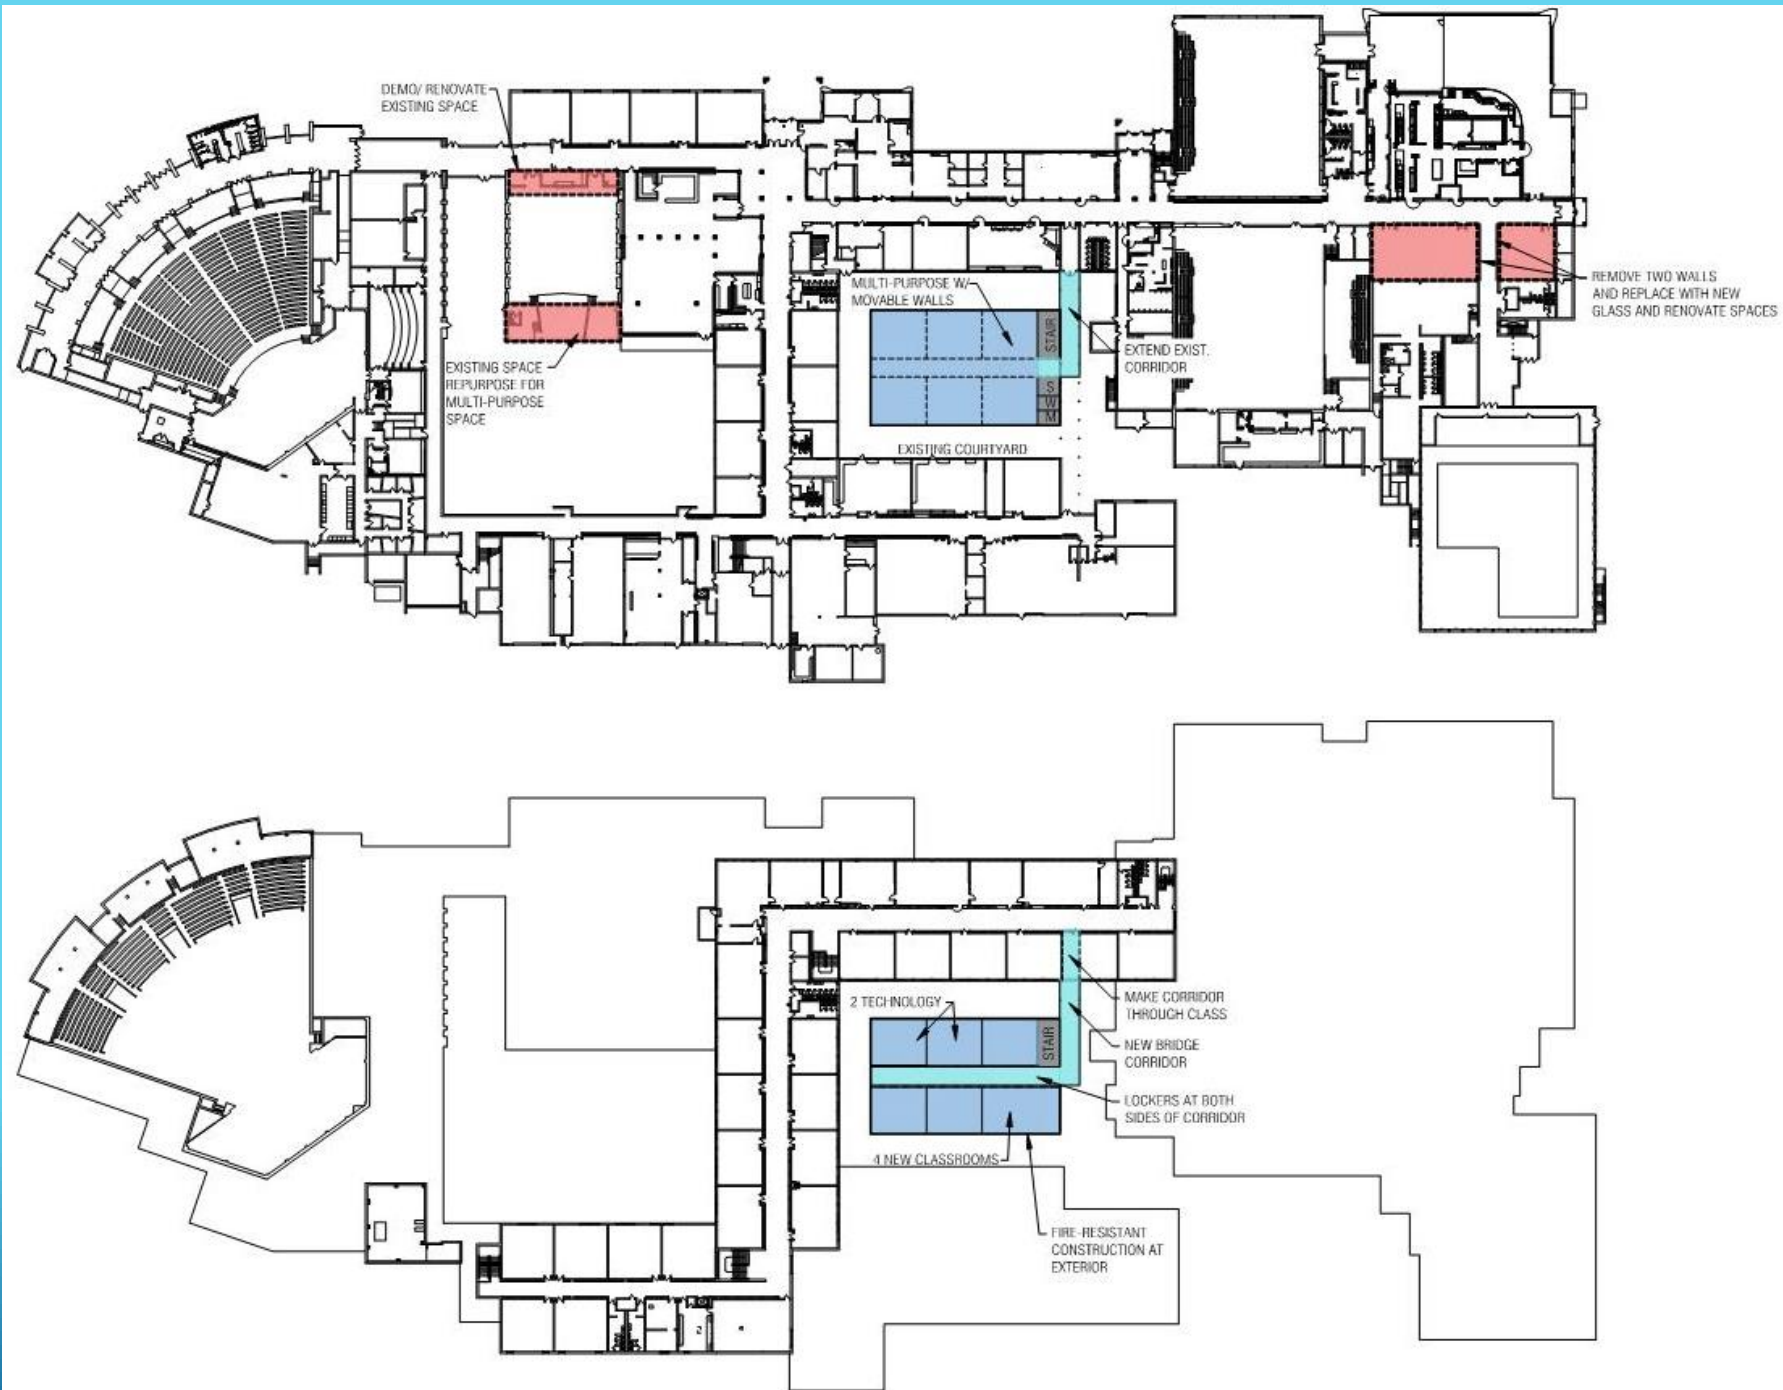 DEMO/ RENOVATE
EXISTING SPACE
MULTI-PURPOSE W/
MOVABLE WALLS
STAIR
REMOVE TWO WALLS
AND REPLACE WITH NEW
GLASS AND RENOVATE SPACES
EXTEND EXIST.
CORRIDOR
EXISTING SPACE
REPURPOSE FOR
MULTI-PURPOSE
SPACE
S
W
M
EXISTING COURTYARD
2 TECHNOLOGY
STAIR
MAKE CORRIDOR
THROUGH CLASS
NEW BRIDGE
CORRIDOR
LOCKERS AT BOTH
SIDES OF CORRIDOR
4 NEW CLASSROOMS
FIRE-RESISTANT
CONSTRUCTION AT
EXTERIOR